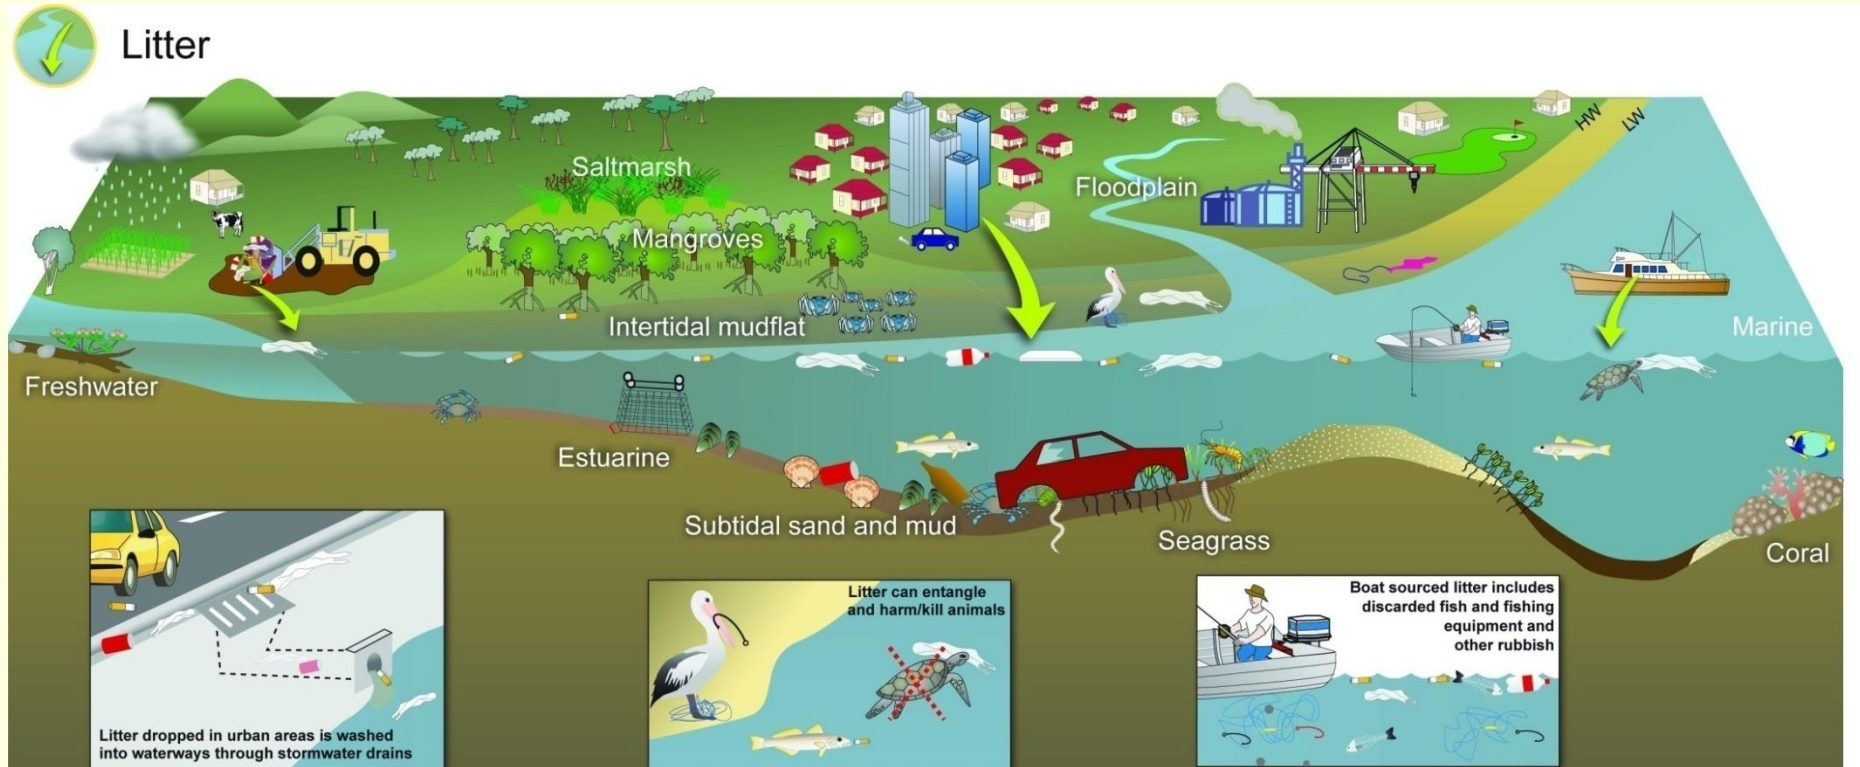 Litter
HW
LW
Saltmarsh
Floodplain
Mangroves
Intertidal mudflat
Marine
Freshwater
Estuarine
Subtidal sand and mud
Seagrass
Coral
Litter dropped in urban areas is washed
into waterways through stormwater drains
Litter can entangle
and harm/kill animals
Boat sourced litter includes
discarded fish and fishing
equipment and
other rubbish